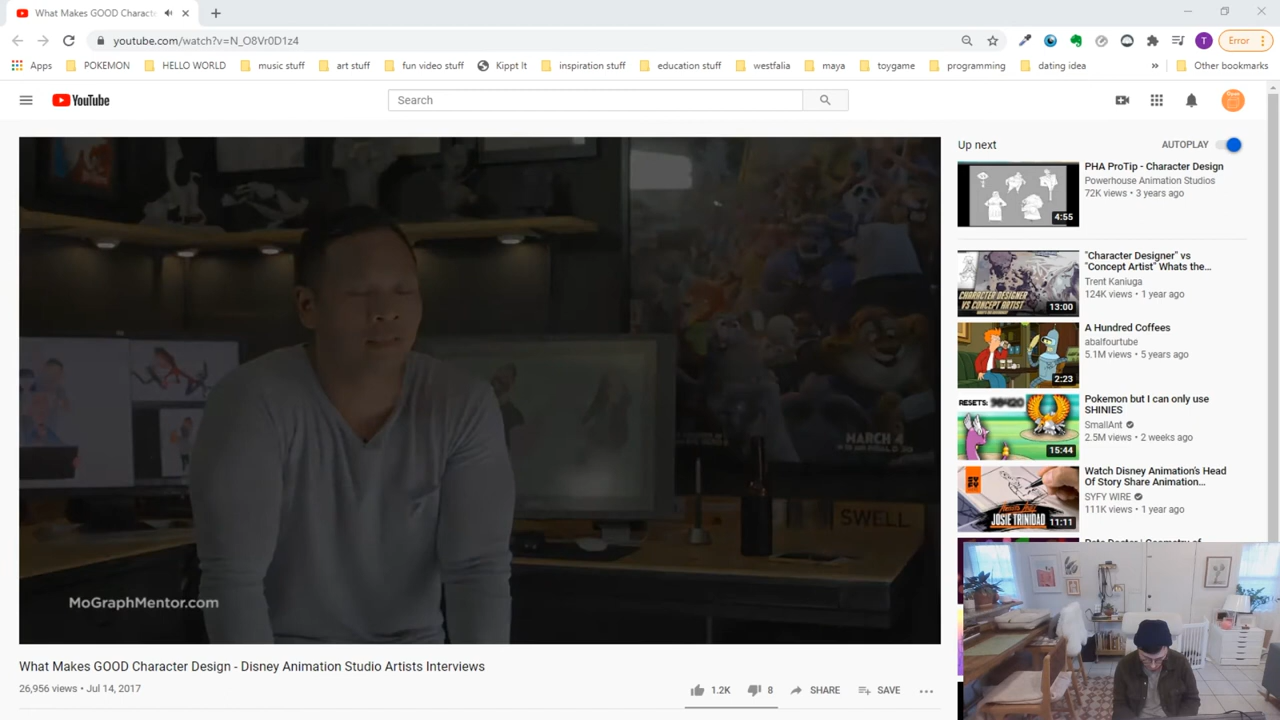 What Makes GOOD Charact
youtube.com/watch?v=N_O8Vr0D1z4
Error
Apps
POKEMON
HELLO WORLD
music stuff
art stuff
fun video stuff
Kippt It
inspiration stuff
education stuff
westfalia
maya
toygame
programming
dating idea
»
Other bookmarks
YouTube
Search
MARCH 4
SWELL
MoGraphMentor.com
What Makes GOOD Character Design - Disney Animation Studio Artists Interviews
26,956 views • Jul 14, 2017
1.2K
8
SHARE
SAVE
Up next
AUTOPLAY
4:55
PHA ProTip - Character Design
Powerhouse Animation Studios
72K views • 3 years ago
CHARACTER DESIGNER
VS CONCEPT ARTIST
13:00
"Character Designer" vs
"Concept Artist" Whats the...
Trent Kaniuga
124K views • 1 year ago
2:23
A Hundred Coffees
abalfourtube
5.1M views • 5 years ago
RESETS:
15:44
Pokemon but I can only use
SHINIES
SmallAnt
2.5M views • 2 weeks ago
SYFY
JOSIE TRINIDAD
11:11
Watch Disney Animation's Head
Of Story Share Animation...
SYFY WIRE
111K views • 1 year ago